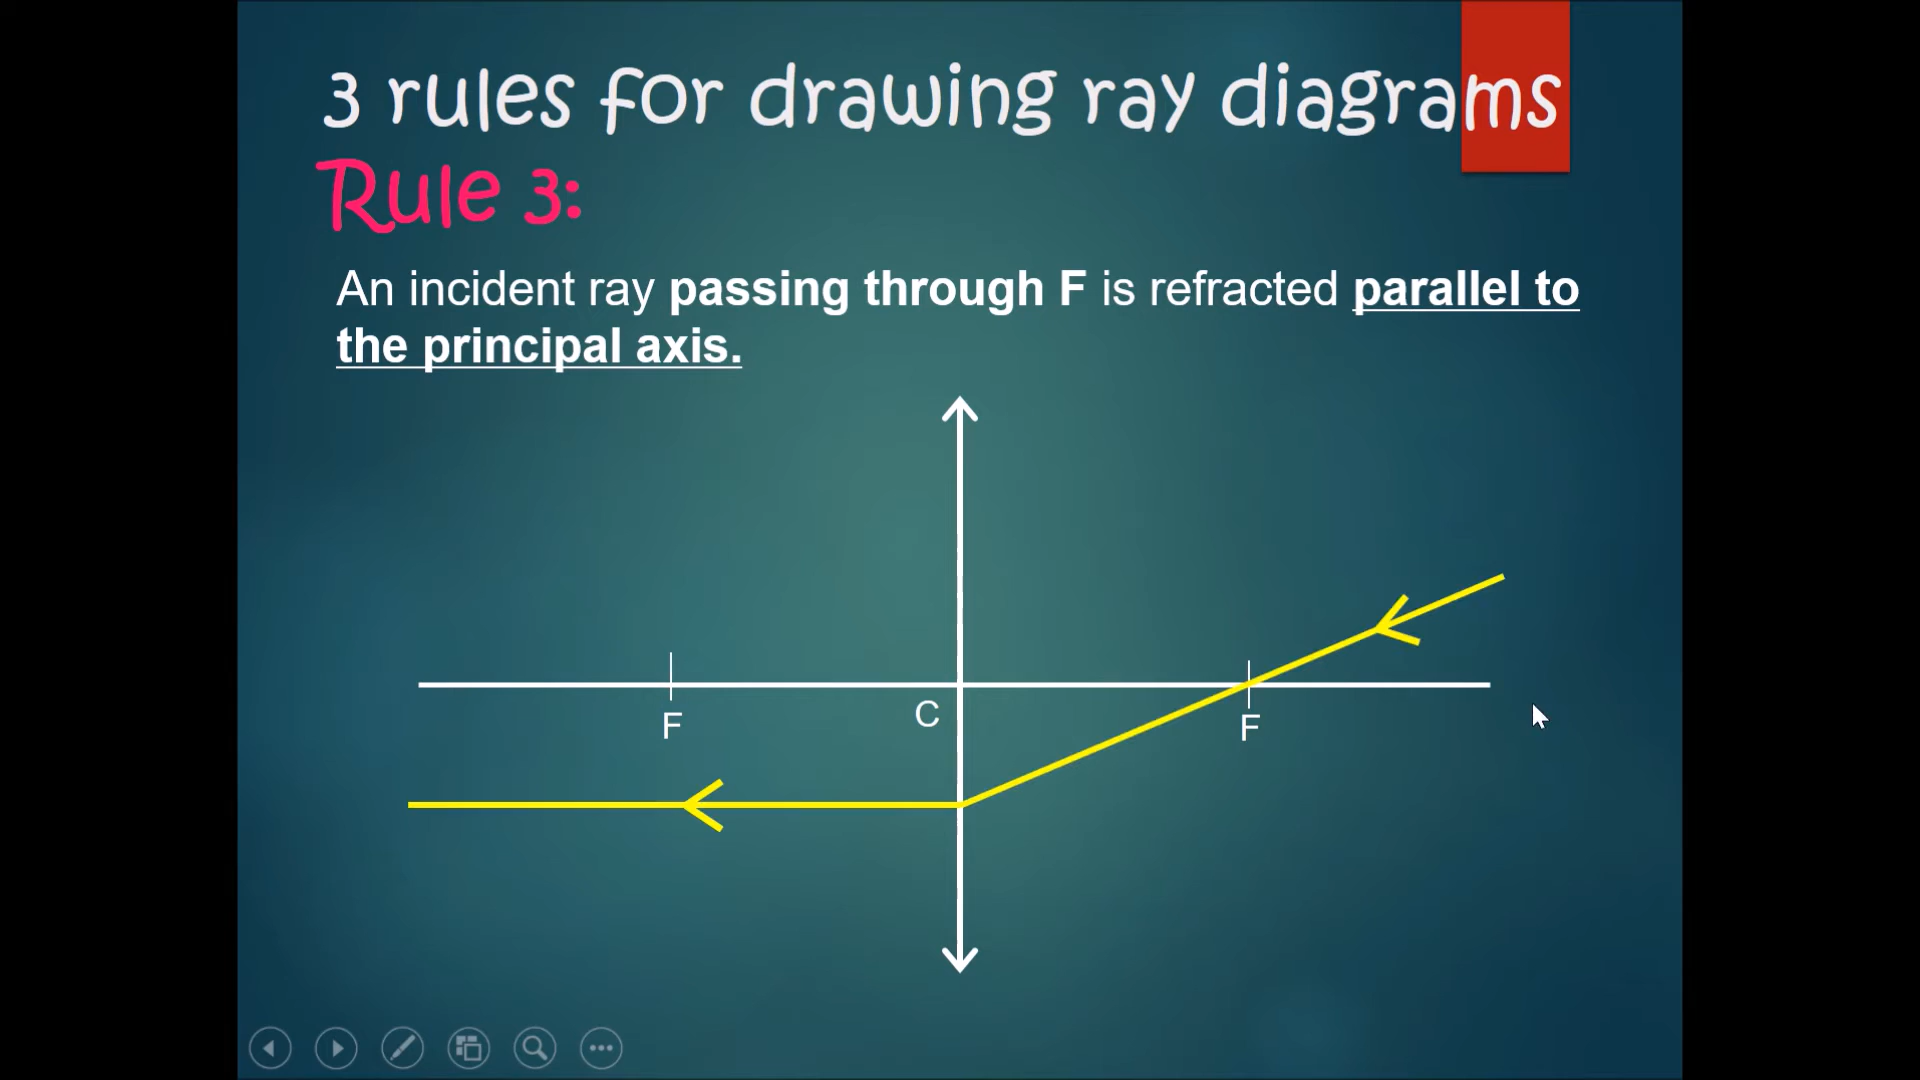 3 rules for drawing ray diagrams
Rule 3:
An incident ray passing through F is refracted parallel to
the principal axis.
C
F
F